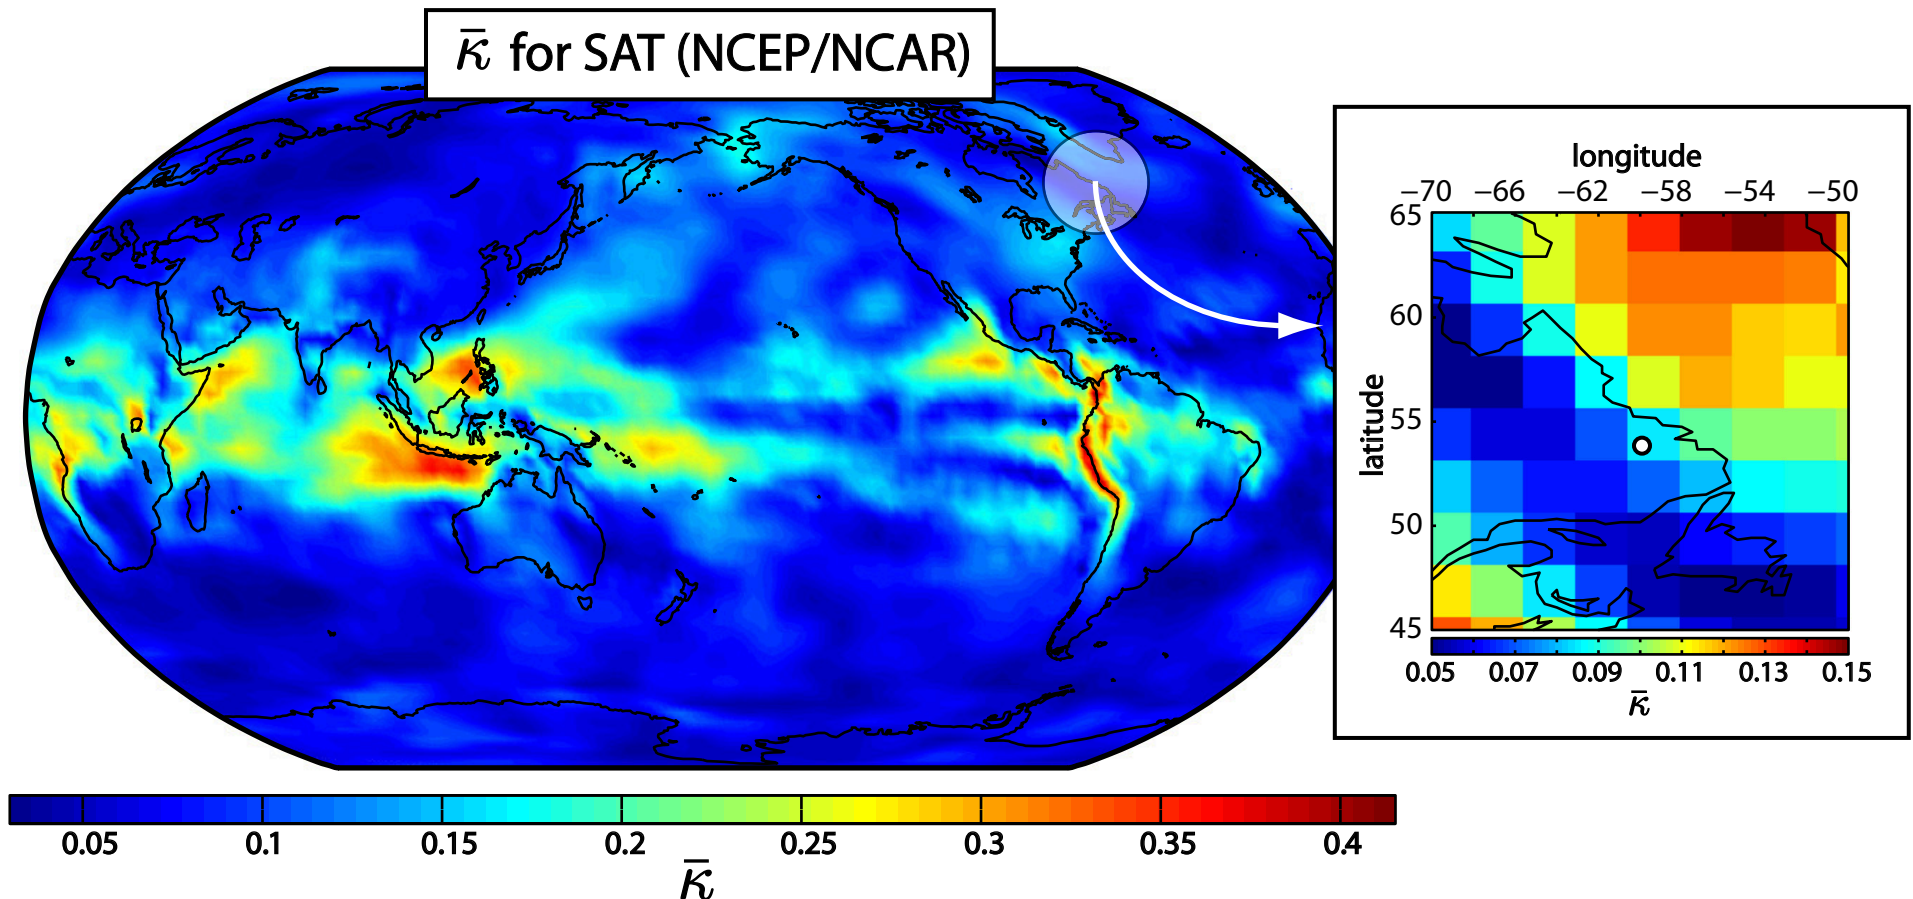 κ̄ for SAT (NCEP/NCAR)
longitude
−70 −66 −62 −58 −54 −50
65
60
55
50
45
latitude
0.05 0.07 0.09 0.11 0.13 0.15
κ̄
0.05 0.1 0.15 0.2 0.25 0.3 0.35 0.4
κ̄